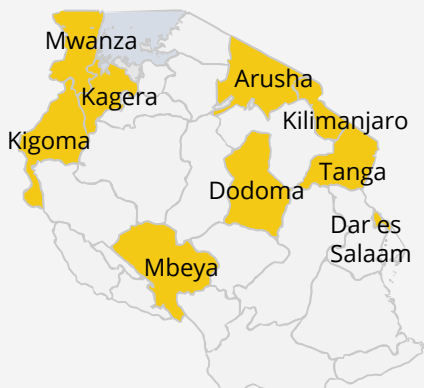 Mwanza
Arusha
Kagera
Kilimanjaro
Kigoma
Tanga
Dodoma
Dar es
Salaam
Mbeya